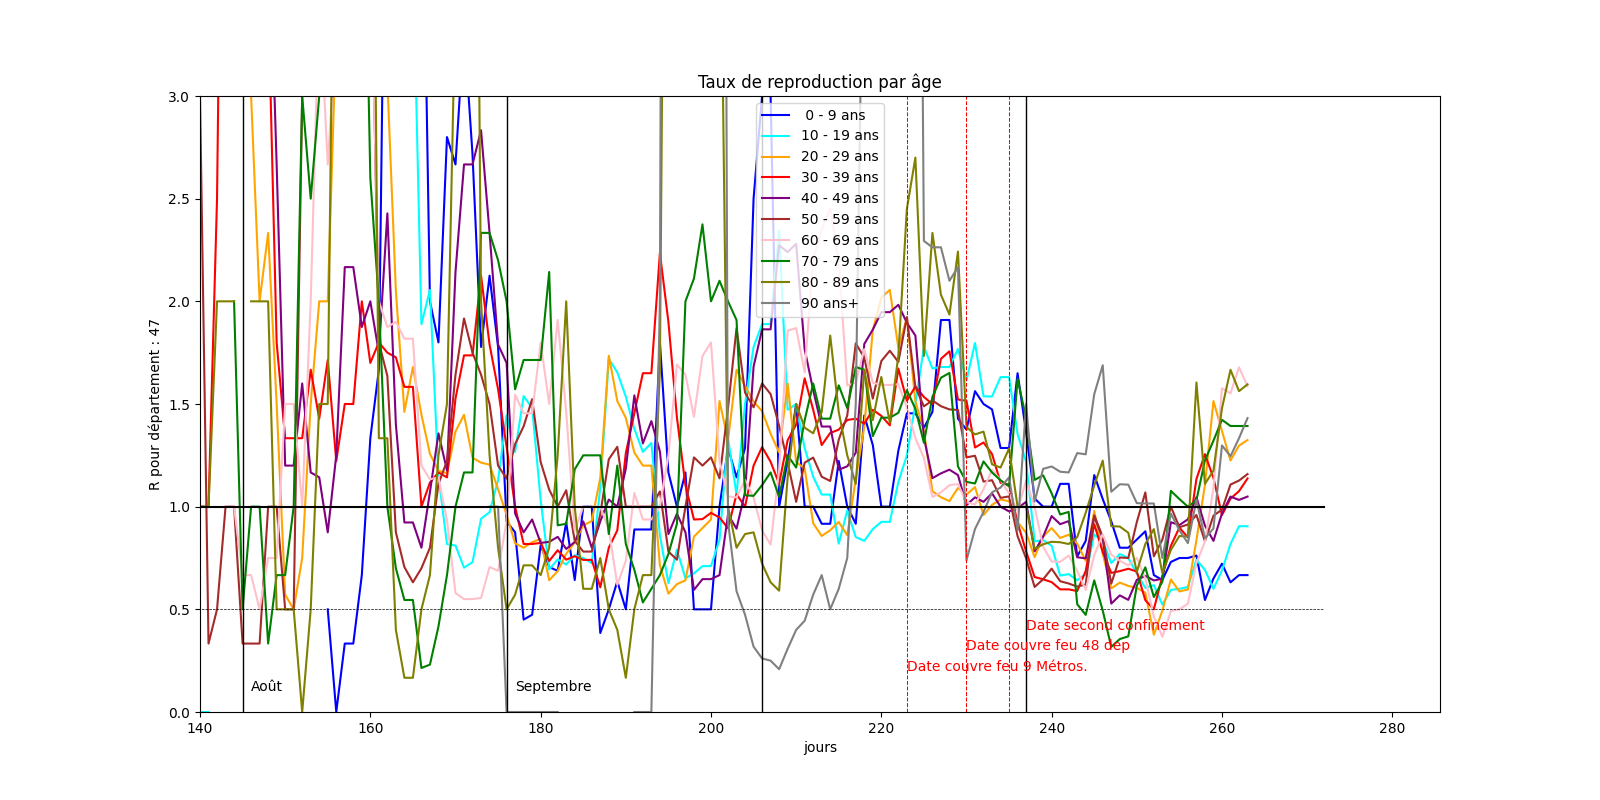 Taux de reproduction par âge
R pour département : 47
3.0
2.5
2.0
1.5
1.0
0.5
0.0
0 - 9 ans
10 - 19 ans
20 - 29 ans
30 - 39 ans
40 - 49 ans
50 - 59 ans
60 - 69 ans
70 - 79 ans
80 - 89 ans
90 ans+
Date second confinement
Date couvre feu 48 dep
Date couvre feu 9 Métros.
Août
Septembre
140
160
180
200
220
240
260
280
jours